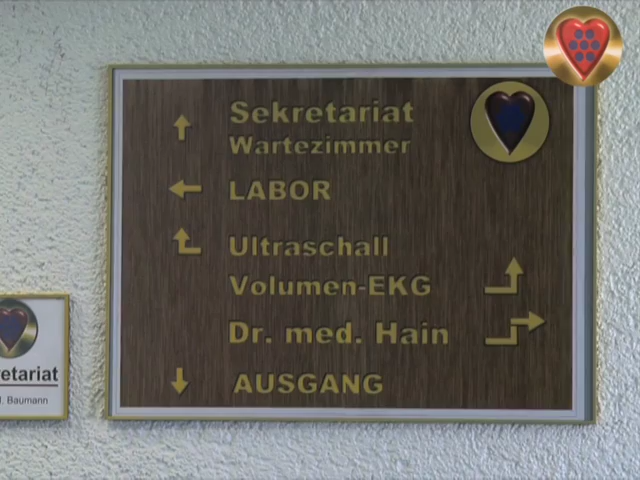 Sekretariat
Wartezimmer
LABOR
Ultraschall
Volumen-EKG
Dr. med. Hain
AUSGANG
etariat
Baumann